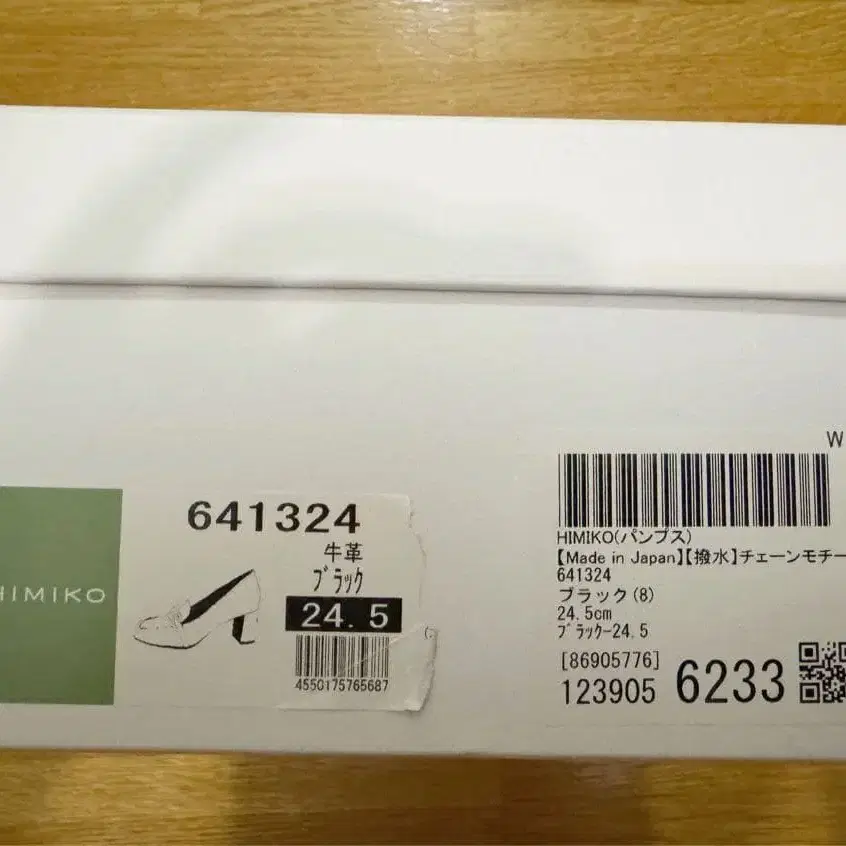 HIMIKO
641324
牛革
ブラック
24.5
4550175765687
W
HIMIKO(パンプス)
【Made in Japan】【撥水】チェーンモチー
641324
ブラック(8)
24.5cm
ブラック-24.5
[86905776]
123905 6233